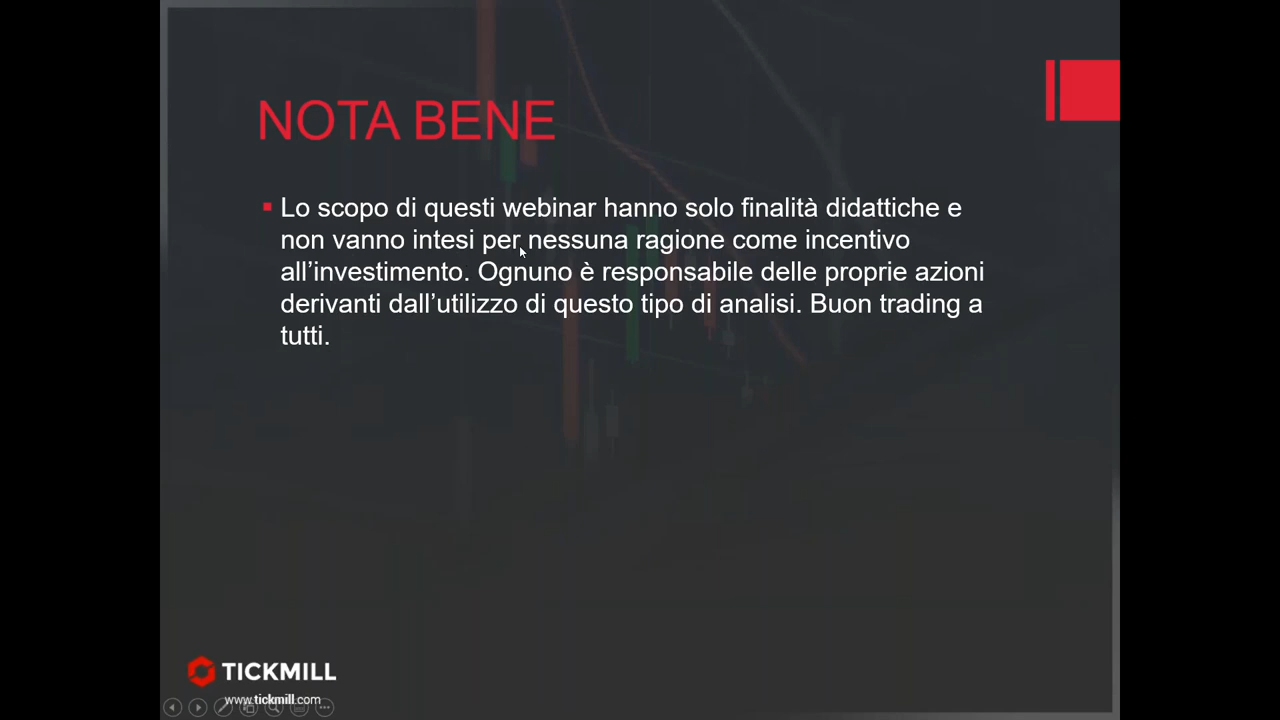 NOTA BENE
Lo scopo di questi webinar hanno solo finalità didattiche e
non vanno intesi per nessuna ragione come incentivo
all’investimento. Ognuno è responsabile delle proprie azioni
derivanti dall’utilizzo di questo tipo di analisi. Buon trading a
tutti.
TICKMILL
www.tickmill.com